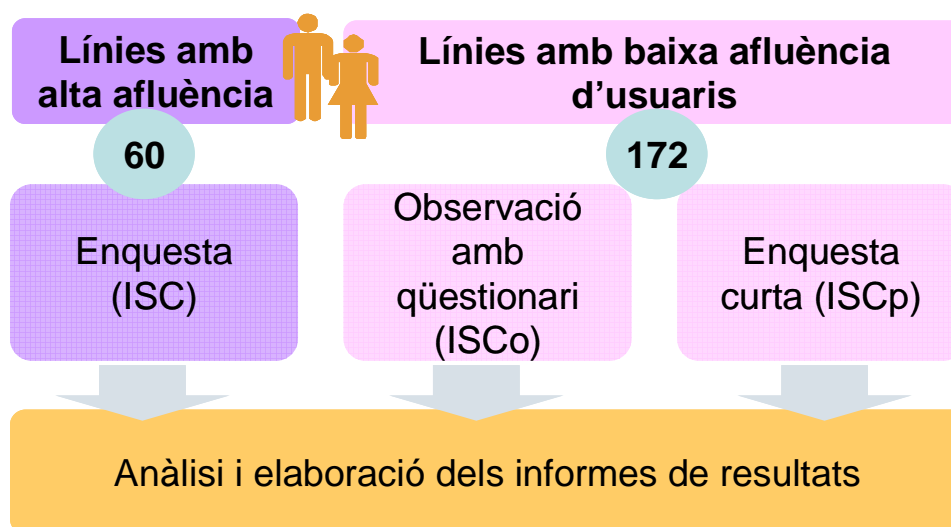 Línies amb
alta afluència
Línies amb baixa afluència
d’usuaris
60
172
Enquesta
(ISC)
Observació
amb
qüestionari
(ISCo)
Enquesta
curta (ISCp)
Anàlisi i elaboració dels informes de resultats